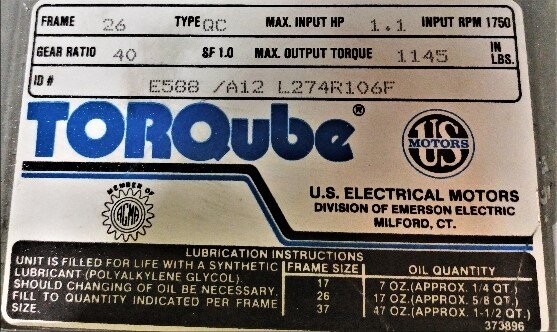 FRAME 26 TYPE QC MAX. INPUT HP 1.1 INPUT RPM 1750
GEAR RATIO 40 SF 1.0 MAX. OUTPUT TORQUE 1145 IN LBS.
ID # E588 /A12 L274R106F
TORQube®
US MOTORS
MEMBER OF AGMA
U.S. ELECTRICAL MOTORS
DIVISION OF EMERSON ELECTRIC
MILFORD, CT.
LUBRICATION INSTRUCTIONS
UNIT IS FILLED FOR LIFE WITH A SYNTHETIC
LUBRICANT (POLYALKYLENE GLYCOL).
SHOULD CHANGING OF OIL BE NECESSARY,
FILL TO QUANTITY INDICATED PER FRAME
SIZE.
FRAME SIZE OIL QUANTITY
17 7 OZ.(APPROX. 1/4 QT.)
26 17 OZ.(APPROX. 5/8 QT.)
37 47 OZ.(APPROX. 1-1/2 QT.)
373896